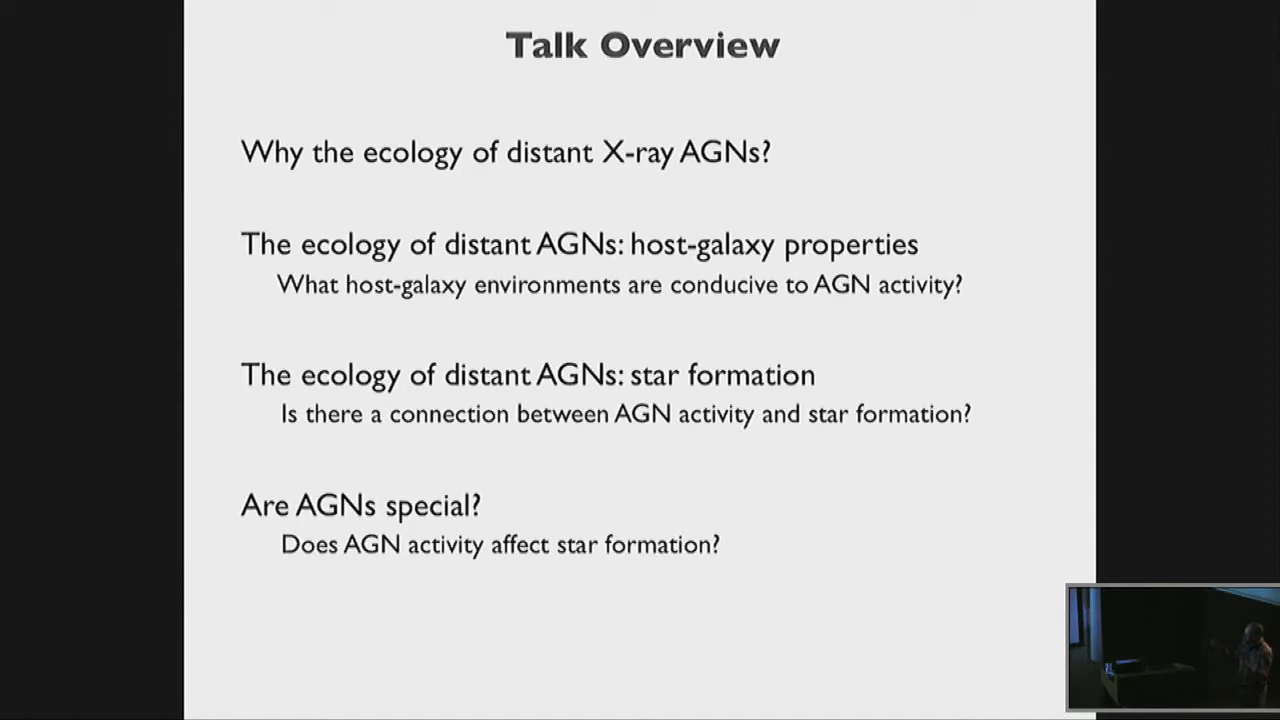 Talk Overview
Why the ecology of distant X-ray AGNs?
The ecology of distant AGNs: host-galaxy properties
What host-galaxy environments are conducive to AGN activity?
The ecology of distant AGNs: star formation
Is there a connection between AGN activity and star formation?
Are AGNs special?
Does AGN activity affect star formation?